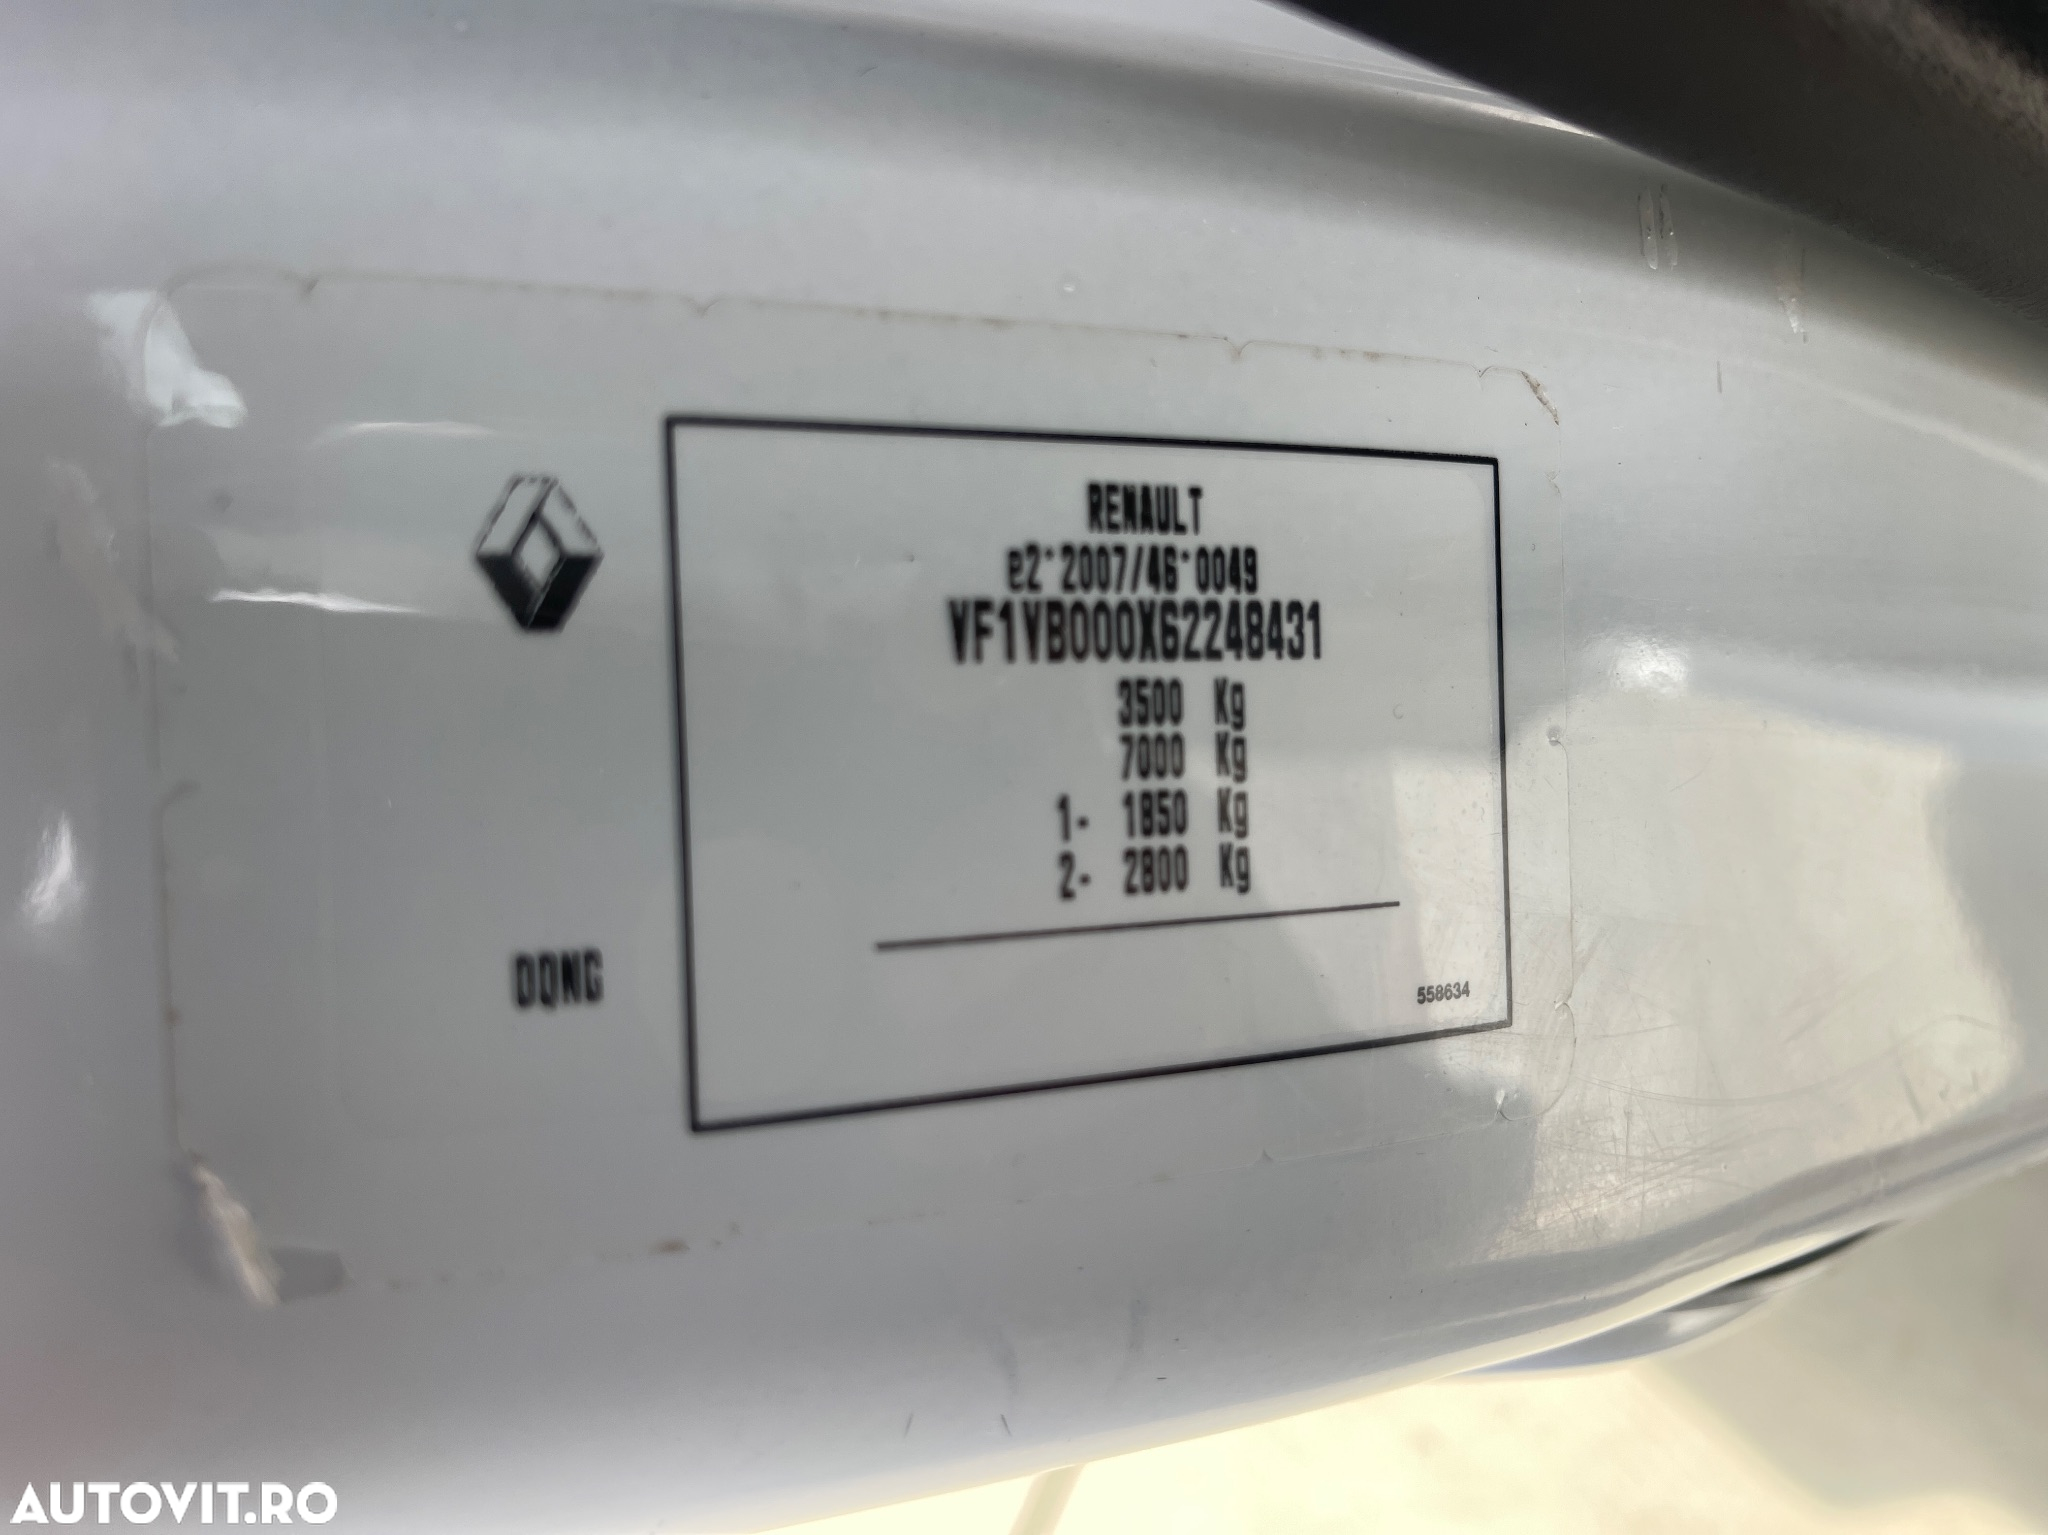 RENAULT
e2*2007/46*0049
VF1VB000X62248431
3500 Kg
7000 Kg
1- 1850 Kg
2- 2800 Kg
DQNG
558634
AUTOVIT.RO